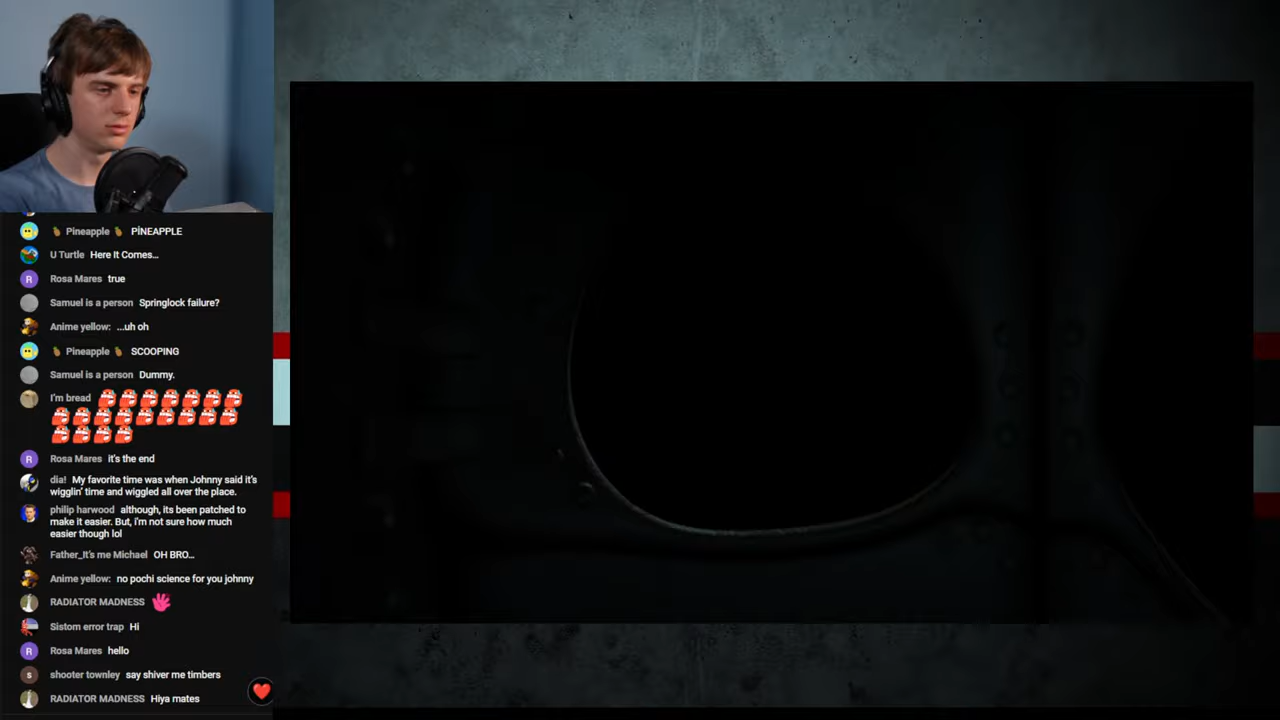 Pineapple PİNEAPPLE
U Turtle Here It Comes...
R Rosa Mares true
Samuel is a person Springlock failure?
Anime yellow: ...uh oh
Pineapple SCOOPING
Samuel is a person Dummy.
I'm bread
R Rosa Mares it's the end
dia! My favorite time was when Johnny said it's
wigglin' time and wiggled all over the place.
philip harwood although, its been patched to
make it easier. But, i'm not sure how much
easier though lol
Father_It's me Michael OH BRO...
Anime yellow: no pochi science for you johnny
RADIATOR MADNESS
Sistom error trap Hi
R Rosa Mares hello
s shooter townley say shiver me timbers
RADIATOR MADNESS Hiya mates